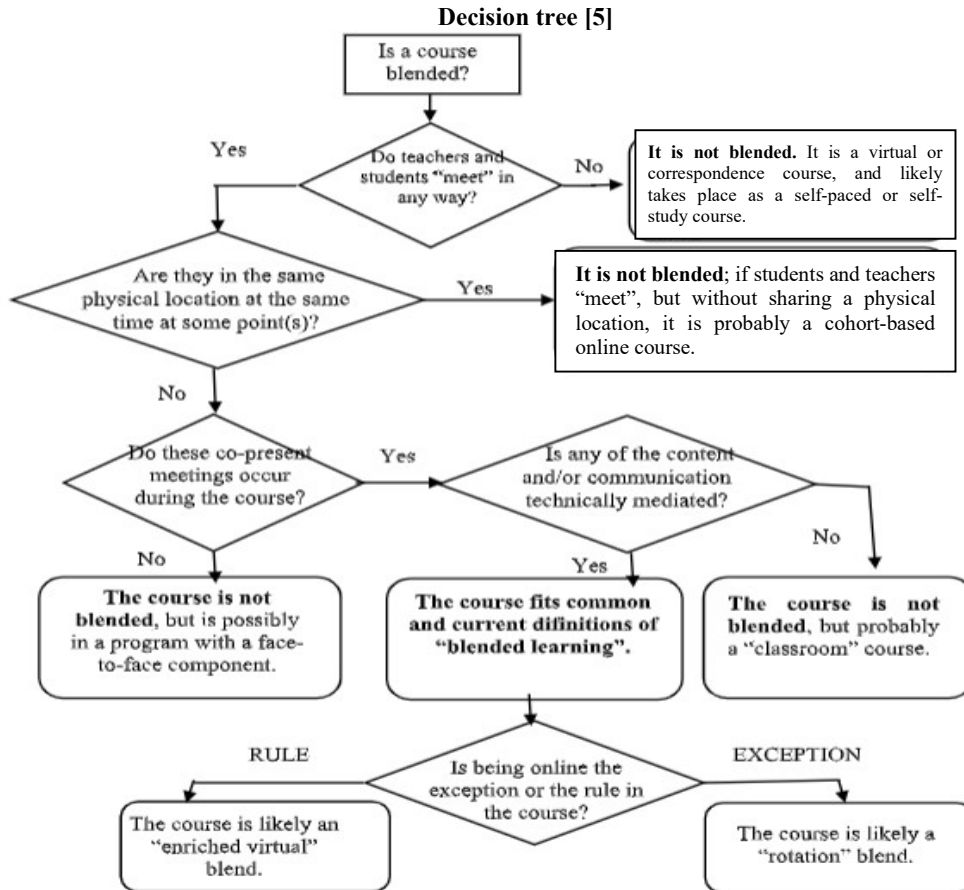 Decision tree [5]
Is a course
blended?
Yes
Do teachers and
students “meet” in
any way?
No
It is not blended. It is a virtual or
correspondence course, and likely
takes place as a self-paced or self-
study course.
Are they in the same
physical location at the same
time at some point(s)?
Yes
It is not blended; if students and teachers
“meet”, but without sharing a physical
location, it is probably a cohort-based
online course.
No
Do these co-present
meetings occur
during the course?
Yes
Is any of the content
and/or communication
technically mediated?
No
No
Yes
The course is not
blended, but is possibly
in a program with a face-
to-face component.
The course fits common
and current difinitions of
“blended learning”.
The course is not
blended, but probably
a “classroom” course.
RULE
Is being online the
exception or the rule in
the course?
EXCEPTION
The course is likely an
“enriched virtual”
blend.
The course is likely a
“rotation” blend.